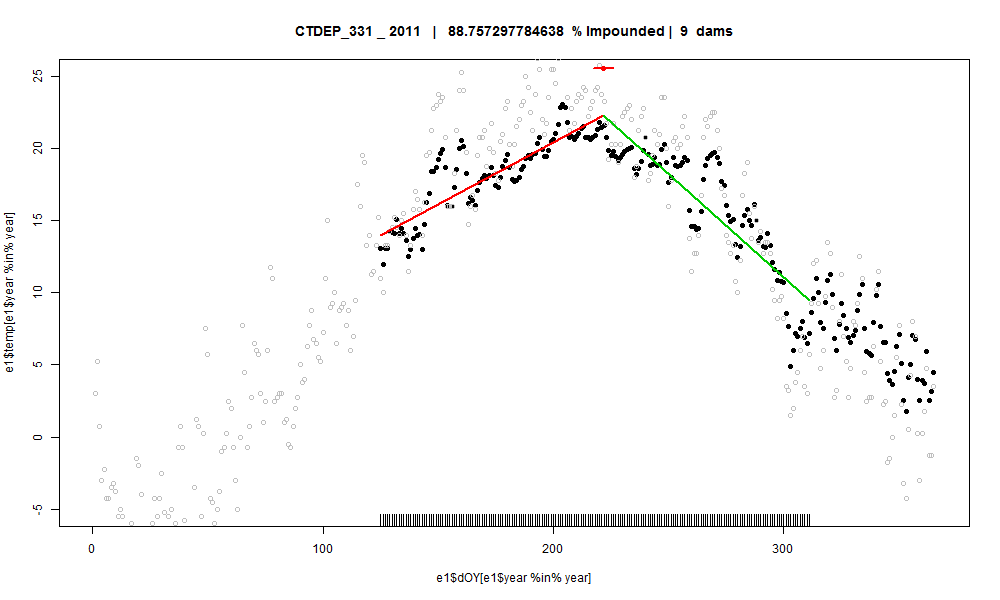 CTDEP_331 _ 2011 | 88.757297784638 % Impounded | 9 dams
e1$temp[e1$year %in% year]
25
20
15
10
5
0
-5
0 100 200 300
e1$dOY[e1$year %in% year]